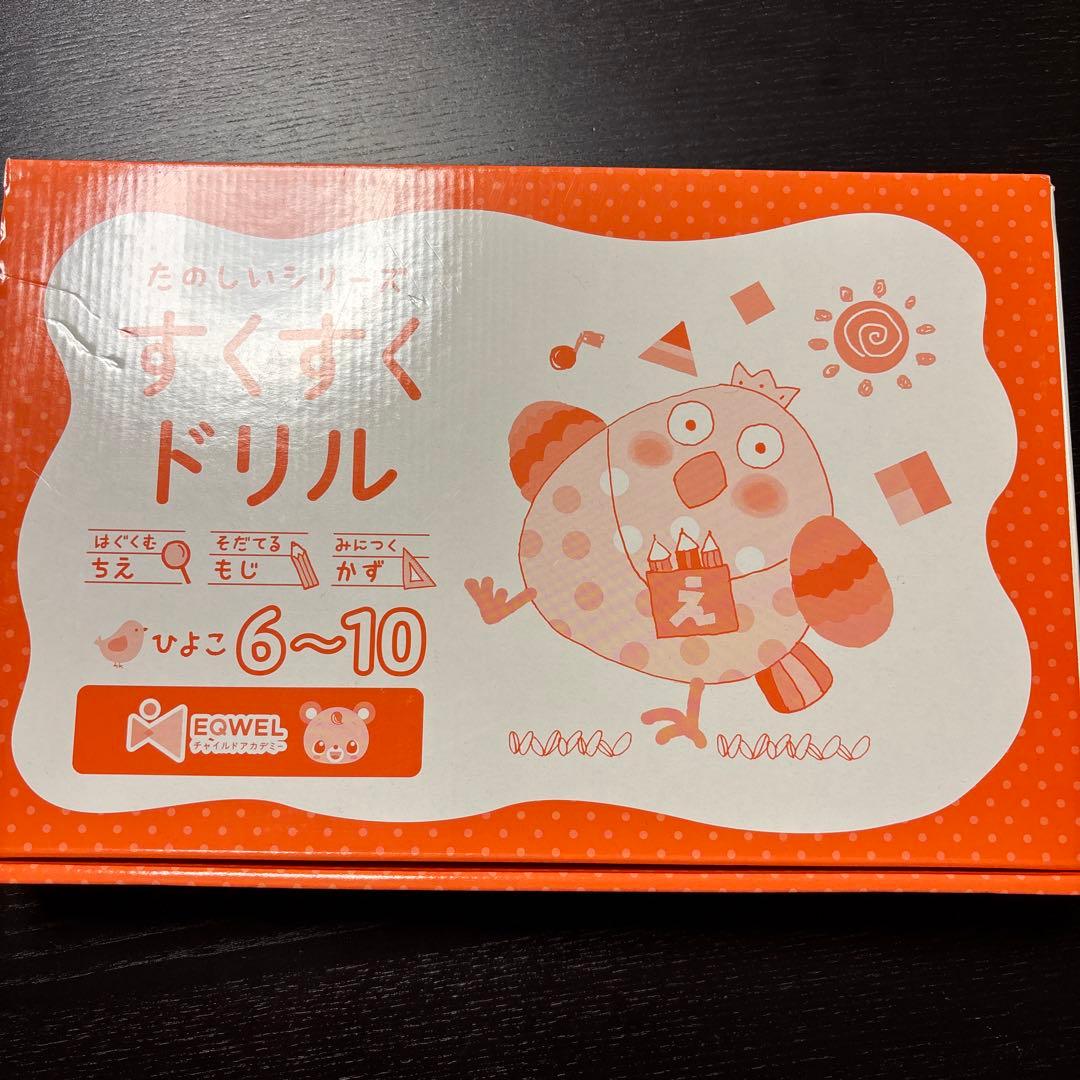 たのしいシリーズ
すくすく
ドリル
はぐくむ
ちえ
そだてる
もじ
みにつく
かず
ひよこ 6〜10
EQWEL
チャイルドアカデミー
え